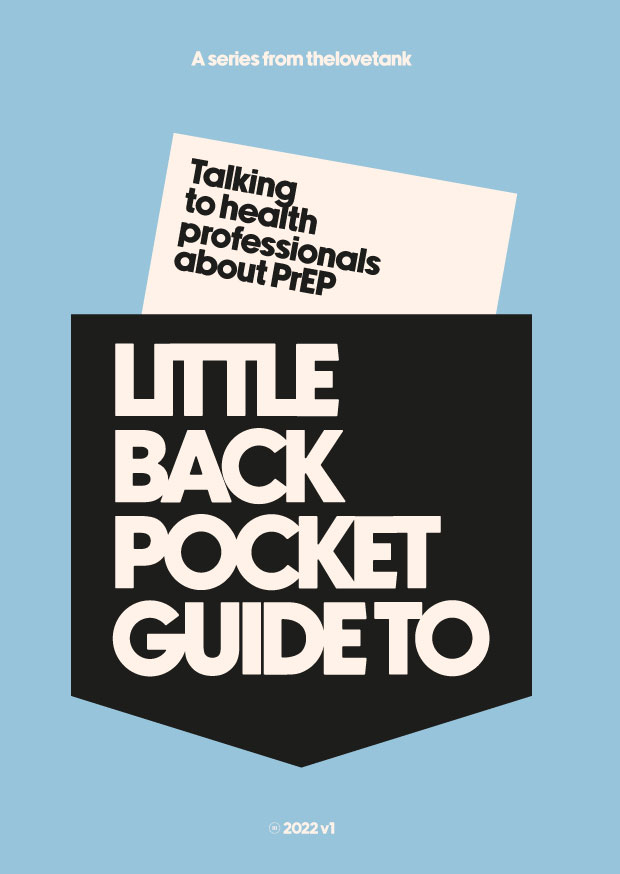 A series from thelovetank
Talking
to health
professionals
about PrEP
LITTLE
BACK
POCKET
GUIDE TO
2022 v1